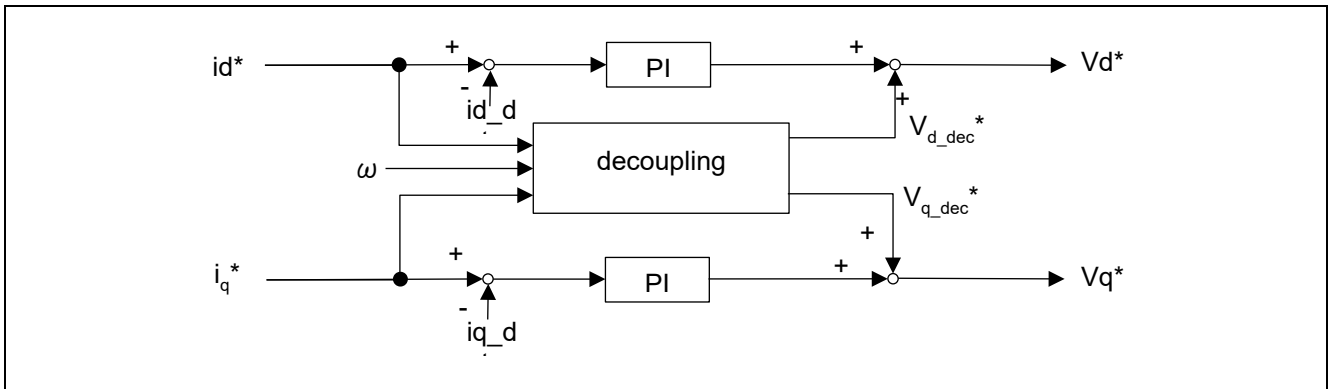 id*
+
-
id_d
PI
+
+
Vd*
V_d_dec*
ω
decoupling
V_q_dec*
+
i_q*
+
-
iq_d
PI
+
Vq*